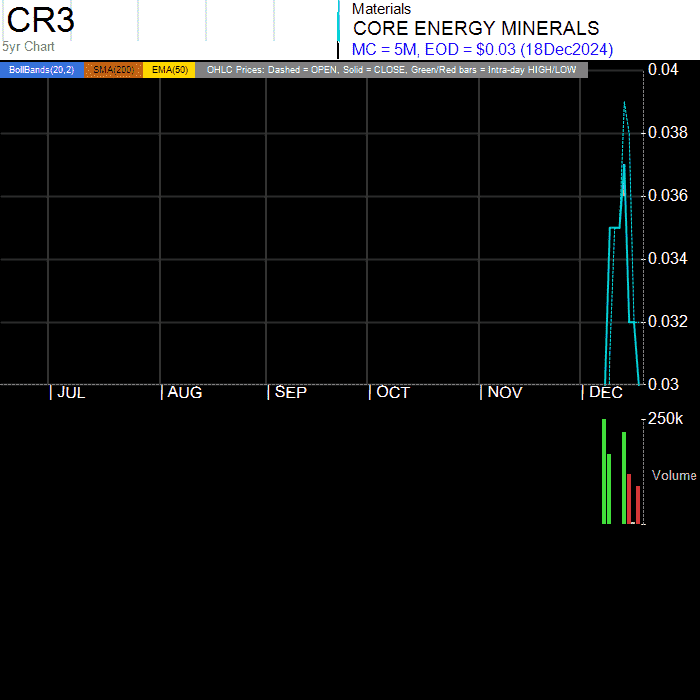 CR3
5yr Chart
Materials
CORE ENERGY MINERALS
MC = 5M, EOD = $0.03 (18Dec2024)
BollBands(20,2) SMA(200) EMA(50) OHLC Prices: Dashed = OPEN, Solid = CLOSE, Green/Red bars = Intra-day HIGH/LOW
0.04
0.038
0.036
0.034
0.032
0.03
JUL AUG SEP OCT NOV DEC
250k
Volume